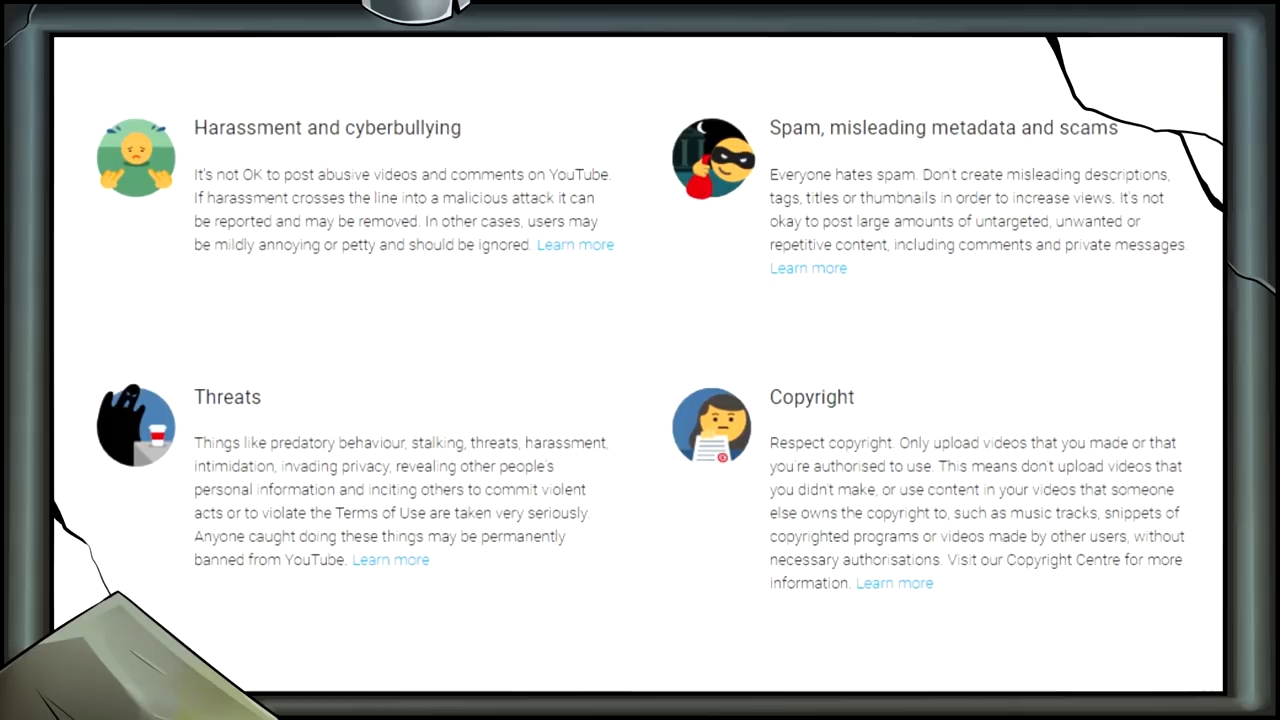 Harassment and cyberbullying
It's not OK to post abusive videos and comments on YouTube.
If harassment crosses the line into a malicious attack it can
be reported and may be removed. In other cases, users may
be mildly annoying or petty and should be ignored. Learn more
Spam, misleading metadata and scams
Everyone hates spam. Don't create misleading descriptions,
tags, titles or thumbnails in order to increase views. It's not
okay to post large amounts of untargeted, unwanted or
repetitive content, including comments and private messages.
Learn more
Threats
Things like predatory behaviour, stalking, threats, harassment,
intimidation, invading privacy, revealing other people's
personal information and inciting others to commit violent
acts or to violate the Terms of Use are taken very seriously.
Anyone caught doing these things may be permanently
banned from YouTube. Learn more
Copyright
Respect copyright. Only upload videos that you made or that
you're authorised to use. This means don't upload videos that
you didn't make, or use content in your videos that someone
else owns the copyright to, such as music tracks, snippets of
copyrighted programs or videos made by other users, without
necessary authorisations. Visit our Copyright Centre for more
information. Learn more